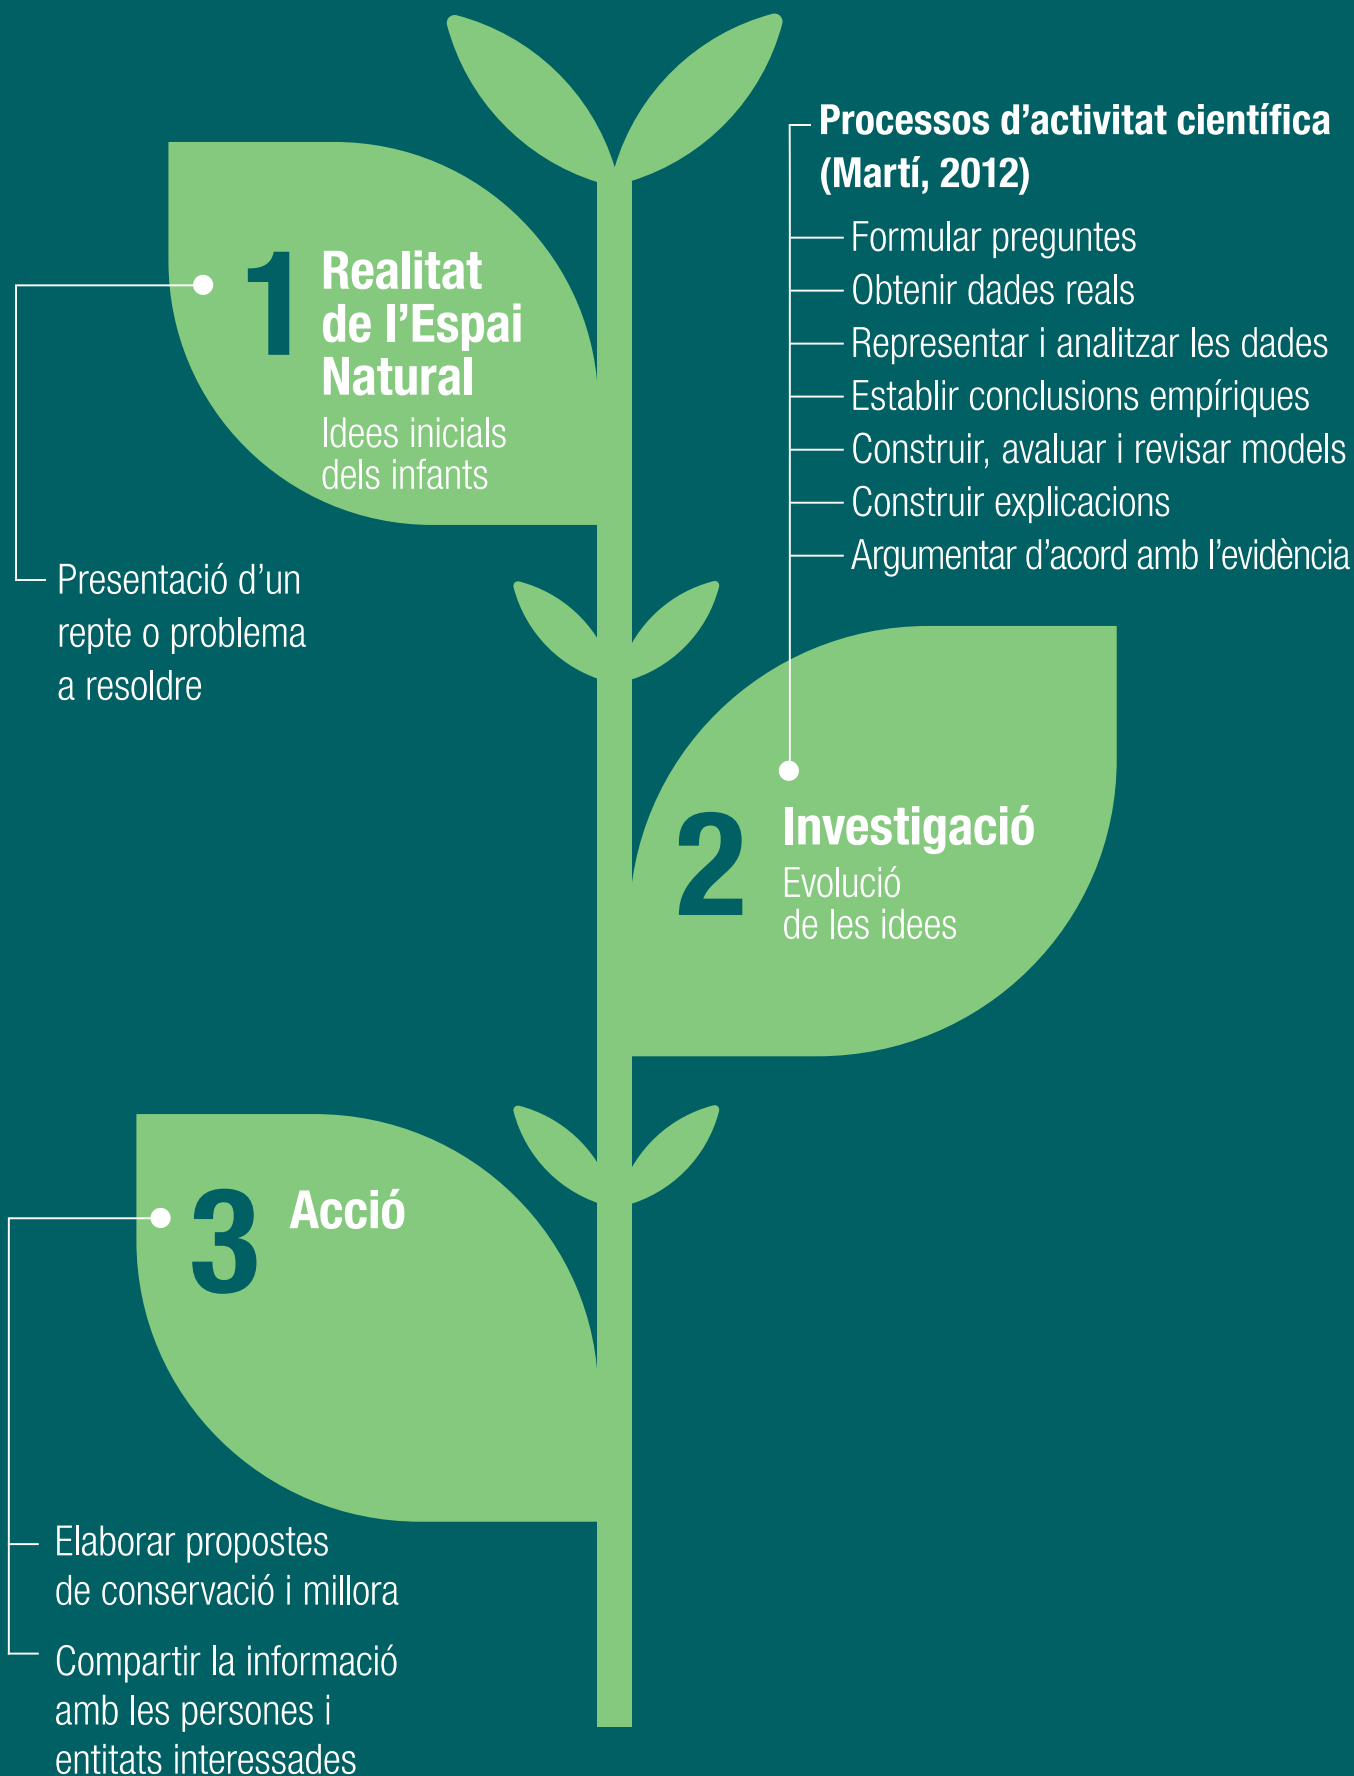 1
Realitat
de l’Espai
Natural
Idees inicials
dels infants
Presentació d’un
repte o problema
a resoldre
Processos d’activitat científica
(Martí, 2012)
Formular preguntes
Obtenir dades reals
Representar i analitzar les dades
Establir conclusions empíriques
Construir, avaluar i revisar models
Construir explicacions
Argumentar d’acord amb l’evidència
2
Investigació
Evolució
de les idees
3
Acció
Elaborar propostes
de conservació i millora
Compartir la informació
amb les persones i
entitats interessades